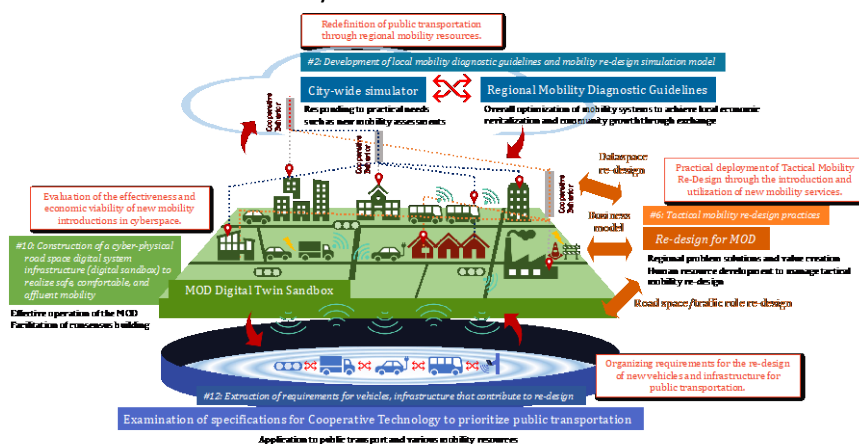 Redefinition of public transportation
through regional mobility resources.
#2: Development of local mobility diagnostic guidelines and mobility re-design simulation model
City-wide simulator
Regional Mobility Diagnostic Guidelines
Responding to practical needs
such as new mobility assessments
Overall optimization of mobility systems to achieve local economic
revitalization and community growth through exchange
Cooperative
Behavior
Cooperative
Behavior
Cooperative
Behavior
Dataspace
re-design
Practical deployment of Tactical Mobility
Re-Design through the introduction and
utilization of new mobility services.
Evaluation of the effectiveness and
economic viability of new mobility
introductions in cyberspace.
#6: Tactical mobility re-design practices
Business
model
Re-design for MOD
#10: Construction of a cyber-physical
road space digital system
infrastructure (digital sandbox) to
realize safe, comfortable, and
affluent mobility
Regional problem solutions and value creation
Human resource development to manage tactical
mobility re-design
MOD Digital Twin Sandbox
Road space/traffic rule re-design
Effective operation of the MOD
Facilitation of consensus building
Organizing requirements for the re-design
of new vehicles and infrastructure for
public transportation.
#12: Extraction of requirements for vehicles, infrastructure that contribute to re-design
Examination of specifications for Cooperative Technology to prioritize public transportation
Application to public transport and various mobility resources